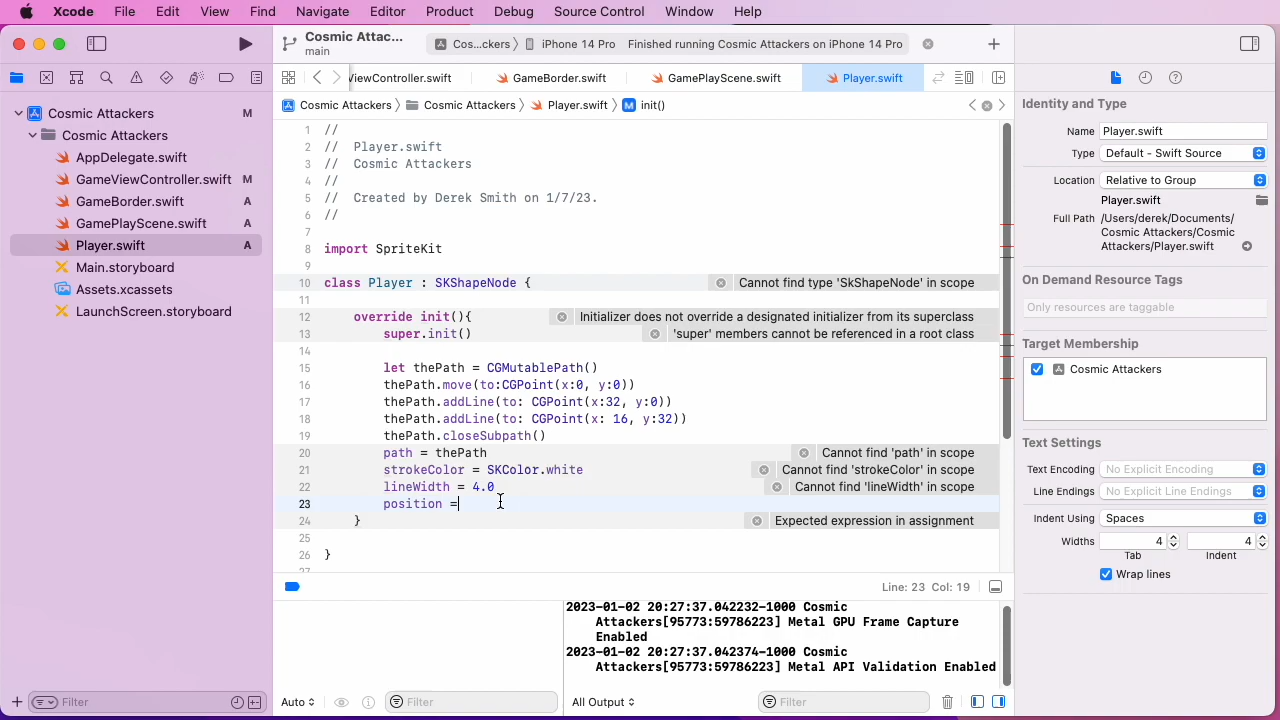 Xcode File Edit View Find Navigate Editor Product Debug Source Control Window Help
Cosmic Attac...
main
Cos...ckers
iPhone 14 Pro
Finished running Cosmic Attackers on iPhone 14 Pro
ViewController.swift
GameBorder.swift
GamePlayScene.swift
Player.swift
Cosmic Attackers
Cosmic Attackers
Player.swift
M init()
Cosmic Attackers M
Cosmic Attackers
AppDelegate.swift
GameViewController.swift M
GameBorder.swift A
GamePlayScene.swift A
Player.swift A
Main.storyboard
Assets.xcassets
LaunchScreen.storyboard
Filter
1 //
2 //  Player.swift
3 //  Cosmic Attackers
4 //
5 //  Created by Derek Smith on 1/7/23.
6 //
7
8 import SpriteKit
9
10 class Player : SKShapeNode { Cannot find type 'SkShapeNode' in scope
11
12 override init(){ Initializer does not override a designated initializer from its superclass
13 super.init() 'super' members cannot be referenced in a root class
14
15 let thePath = CGMutablePath()
16 thePath.move(to:CGPoint(x:0, y:0))
17 thePath.addLine(to: CGPoint(x:32, y:0))
18 thePath.addLine(to: CGPoint(x: 16, y:32))
19 thePath.closeSubpath()
20 path = thePath Cannot find 'path' in scope
21 strokeColor = SKColor.white Cannot find 'strokeColor' in scope
22 lineWidth = 4.0 Cannot find 'lineWidth' in scope
23 position =
24 } Expected expression in assignment
25
26 }
27
Line: 23 Col: 19
2023-01-02 20:27:37.042232-1000 Cosmic
Attackers[95773:59786223] Metal GPU Frame Capture
Enabled
2023-01-02 20:27:37.042374-1000 Cosmic
Attackers[95773:59786223] Metal API Validation Enabled
Auto
Filter
All Output
Filter
Identity and Type
Name Player.swift
Type Default - Swift Source
Location Relative to Group
Player.swift
Full Path /Users/derek/Documents/
Cosmic Attackers/Cosmic
Attackers/Player.swift
On Demand Resource Tags
Only resources are taggable
Target Membership
Cosmic Attackers
Text Settings
Text Encoding No Explicit Encoding
Line Endings No Explicit Line Endings
Indent Using Spaces
Widths 4 4
Tab Indent
Wrap lines